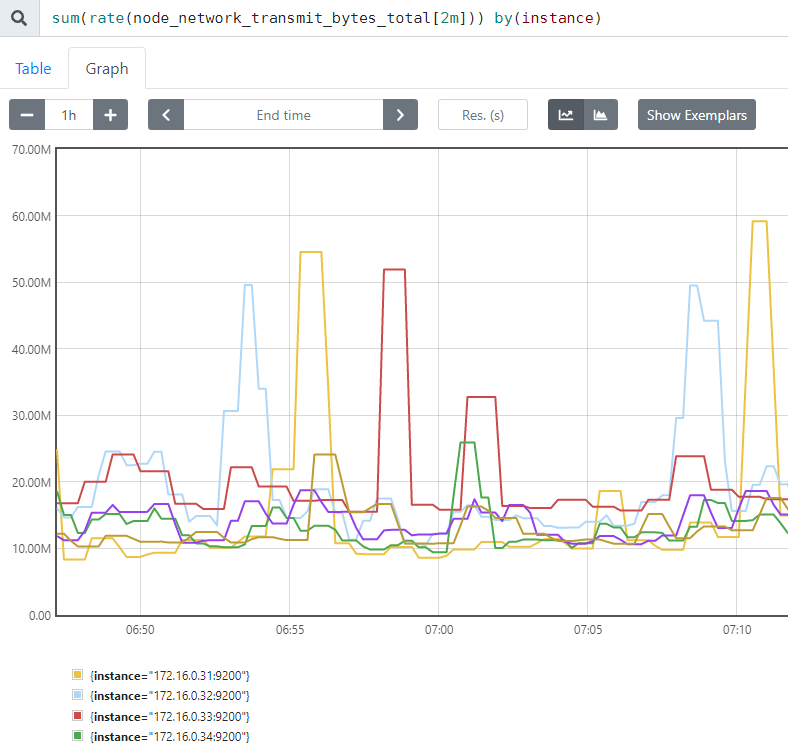 sum(rate(node_network_transmit_bytes_total[2m])) by(instance)
Table Graph
− 1h + End time Res. (s) Show Exemplars
70.00M
60.00M
50.00M
40.00M
30.00M
20.00M
10.00M
0.00
06:50 06:55 07:00 07:05 07:10
{instance="172.16.0.31:9200"}
{instance="172.16.0.32:9200"}
{instance="172.16.0.33:9200"}
{instance="172.16.0.34:9200"}